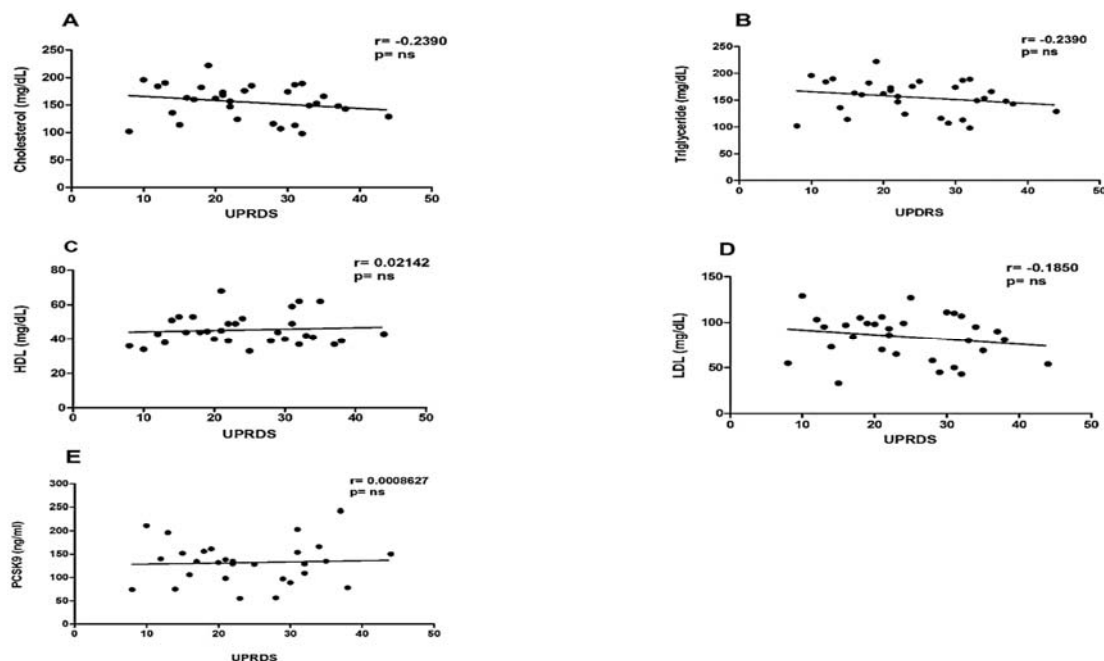 A
r= -0.2390
p= ns
Cholesterol (mg/dL)
250
200
150
100
50
0
0 10 20 30 40 50
UPRDS
B
r= -0.2390
p= ns
Triglyceride (mg/dL)
250
200
150
100
50
0
0 10 20 30 40 50
UPDRS
C
r= 0.02142
p= ns
HDL (mg/dL)
80
60
40
20
0
0 10 20 30 40 50
UPRDS
D
r= -0.1850
p= ns
LDL (mg/dL)
150
100
50
0
0 10 20 30 40 50
UPRDS
E
r= 0.0008627
p= ns
PCSK9 (ng/ml)
300
250
200
150
100
50
0
0 10 20 30 40 50
UPRDS